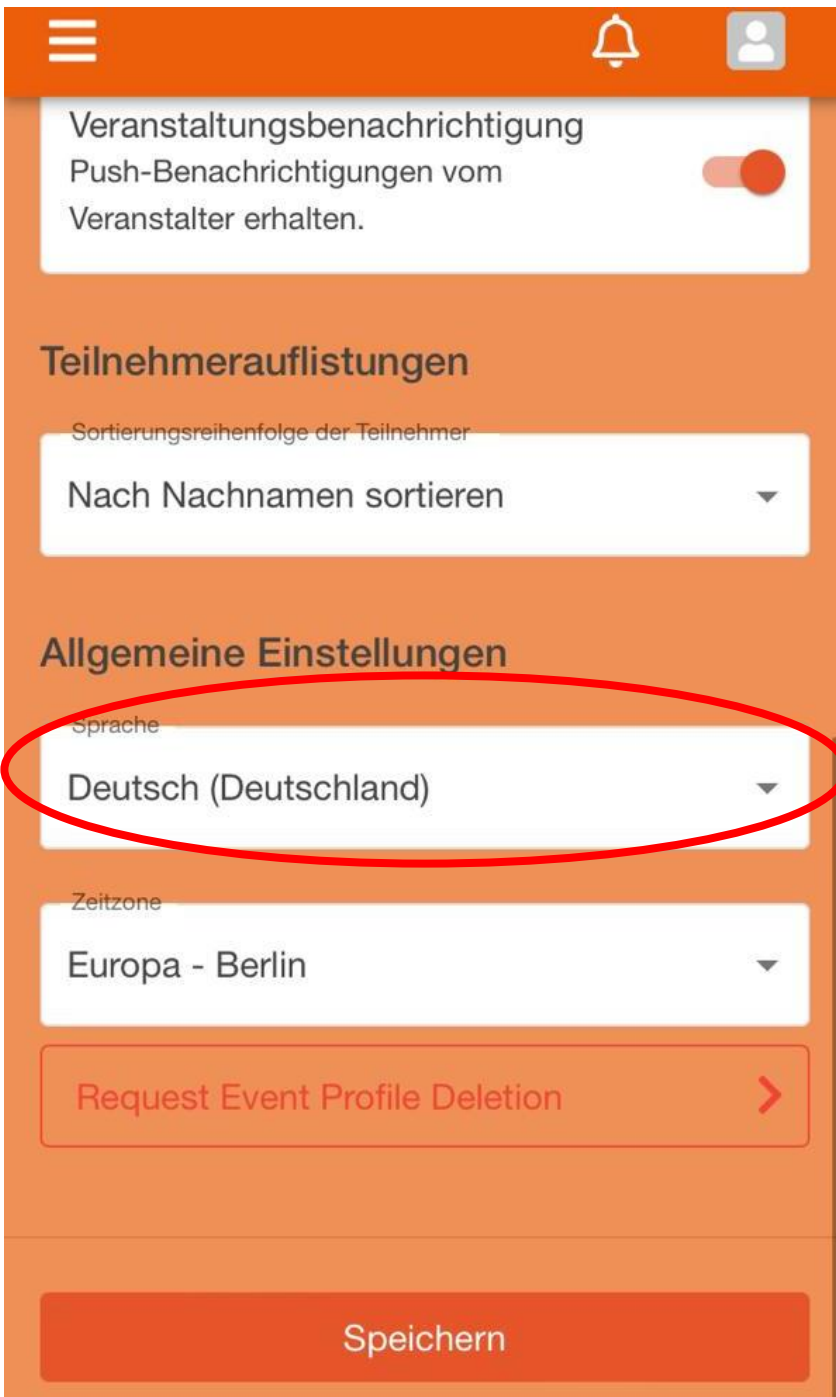 Veranstaltungsbenachrichtigung
Push-Benachrichtigungen vom
Veranstalter erhalten.
Teilnehmerauflistungen
Sortierungsreihenfolge der Teilnehmer
Nach Nachnamen sortieren
Allgemeine Einstellungen
Sprache
Deutsch (Deutschland)
Zeitzone
Europa - Berlin
Request Event Profile Deletion
Speichern